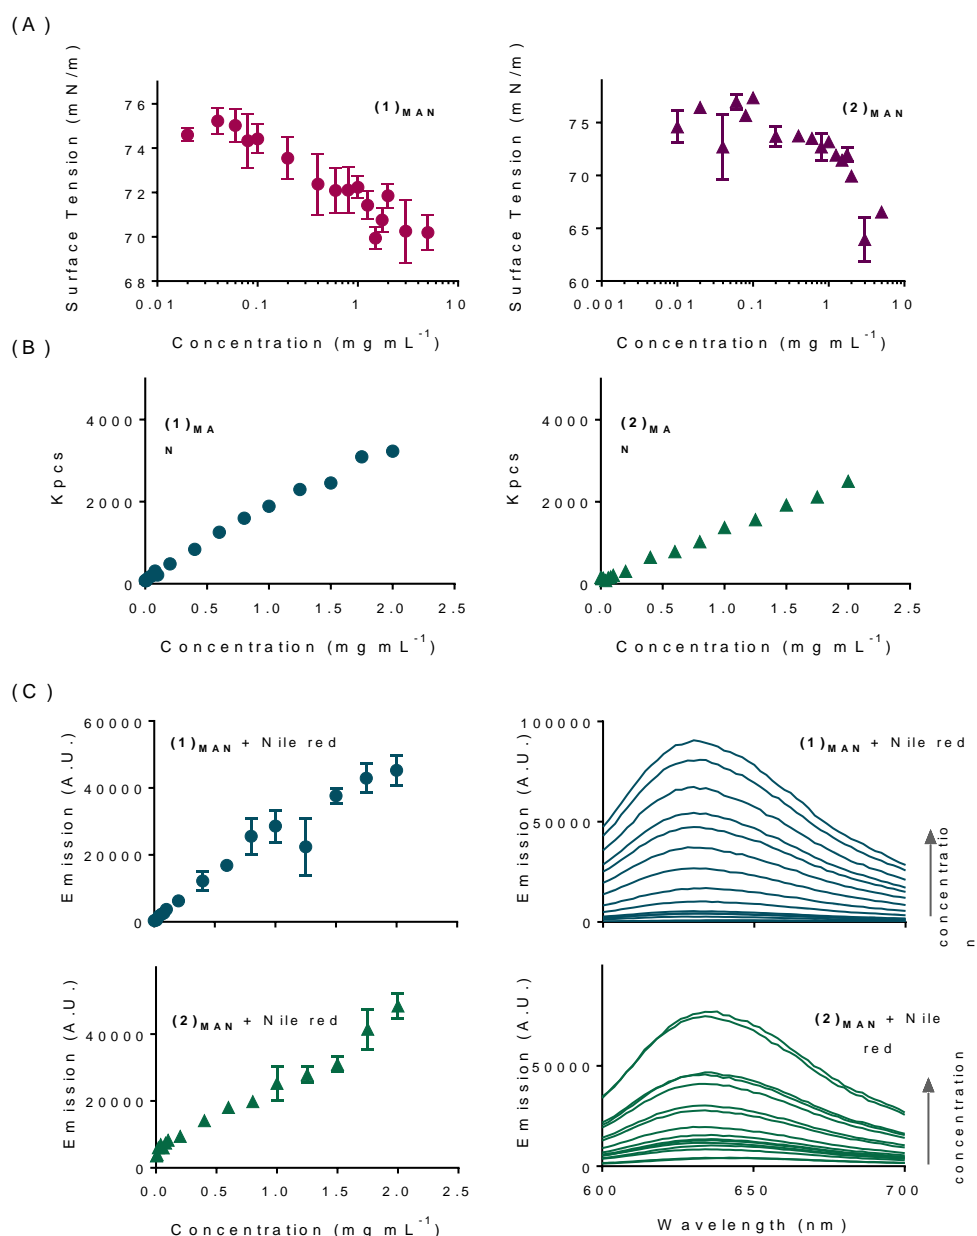 (A)
Surface Tension (mN/m)
76
74
72
70
68
0.01
0.1
1
10
(1)MAN
Concentration (mg mL-1)
Surface Tension (mN/m)
75
70
65
60
0.001
0.01
0.1
1
10
(2)MAN
Concentration (mg mL-1)
(B)
Kpcs
4000
2000
0
0.0
0.5
1.0
1.5
2.0
2.5
(1)MA
N
Concentration (mg mL-1)
Kpcs
4000
2000
0
0.0
0.5
1.0
1.5
2.0
2.5
(2)MA
N
Concentration (mg mL-1)
(C)
Emission (A.U.)
60000
40000
20000
0
(1)MAN + Nile red
Emission (A.U.)
100000
50000
0
(1)MAN + Nile red
concentratio
n
Emission (A.U.)
40000
20000
0
0.0
0.5
1.0
1.5
2.0
2.5
(2)MAN + Nile red
Concentration (mg mL-1)
Emission (A.U.)
50000
0
600
650
700
(2)MAN + Nile
red
concentration
Wavelength (nm)